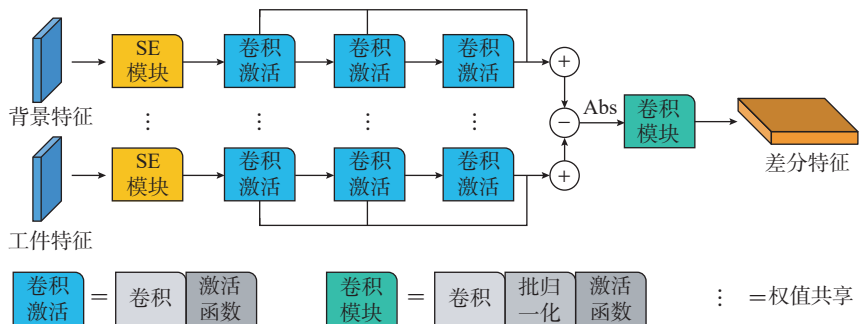 背景特征
SE
模块
卷积
激活
卷积
激活
卷积
激活
+
⋮
⋮
⋮
⋮
−
Abs
卷积
模块
差分特征
工件特征
SE
模块
卷积
激活
卷积
激活
卷积
激活
+
卷积
激活
=
卷积
激活
函数
卷积
模块
=
卷积
批归
一化
激活
函数
⋮ =权值共享